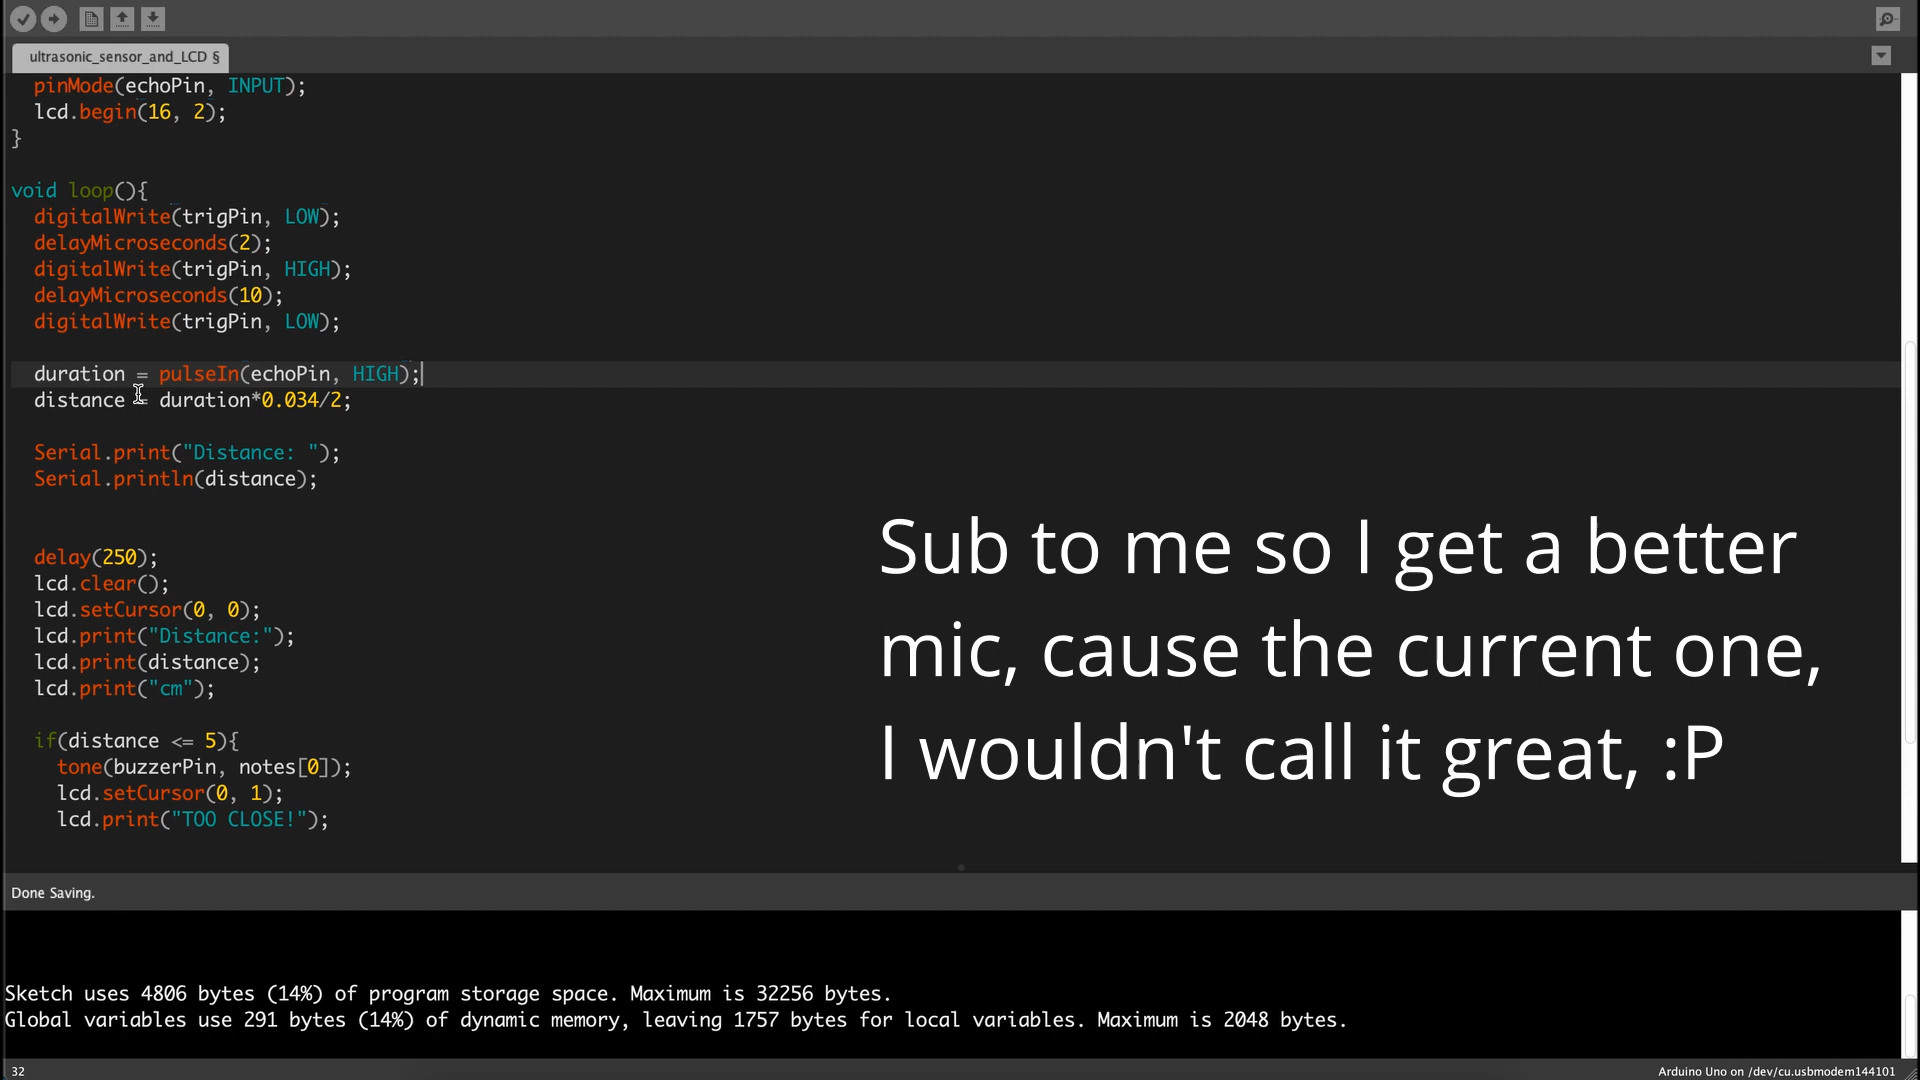 ultrasonic_sensor_and_LCD §
pinMode(echoPin, INPUT);
lcd.begin(16, 2);
}
void loop(){
digitalWrite(trigPin, LOW);
delayMicroseconds(2);
digitalWrite(trigPin, HIGH);
delayMicroseconds(10);
digitalWrite(trigPin, LOW);
duration = pulseIn(echoPin, HIGH);
distance = duration*0.034/2;
Serial.print("Distance: ");
Serial.println(distance);
delay(250);
lcd.clear();
lcd.setCursor(0, 0);
lcd.print("Distance:");
lcd.print(distance);
lcd.print("cm");
if(distance <= 5){
tone(buzzerPin, notes[0]);
lcd.setCursor(0, 1);
lcd.print("TOO CLOSE!");
Sub to me so I get a better
mic, cause the current one,
I wouldn't call it great, :P
Done Saving.
Sketch uses 4806 bytes (14%) of program storage space. Maximum is 32256 bytes.
Global variables use 291 bytes (14%) of dynamic memory, leaving 1757 bytes for local variables. Maximum is 2048 bytes.
32
Arduino Uno on /dev/cu.usbmodem144101